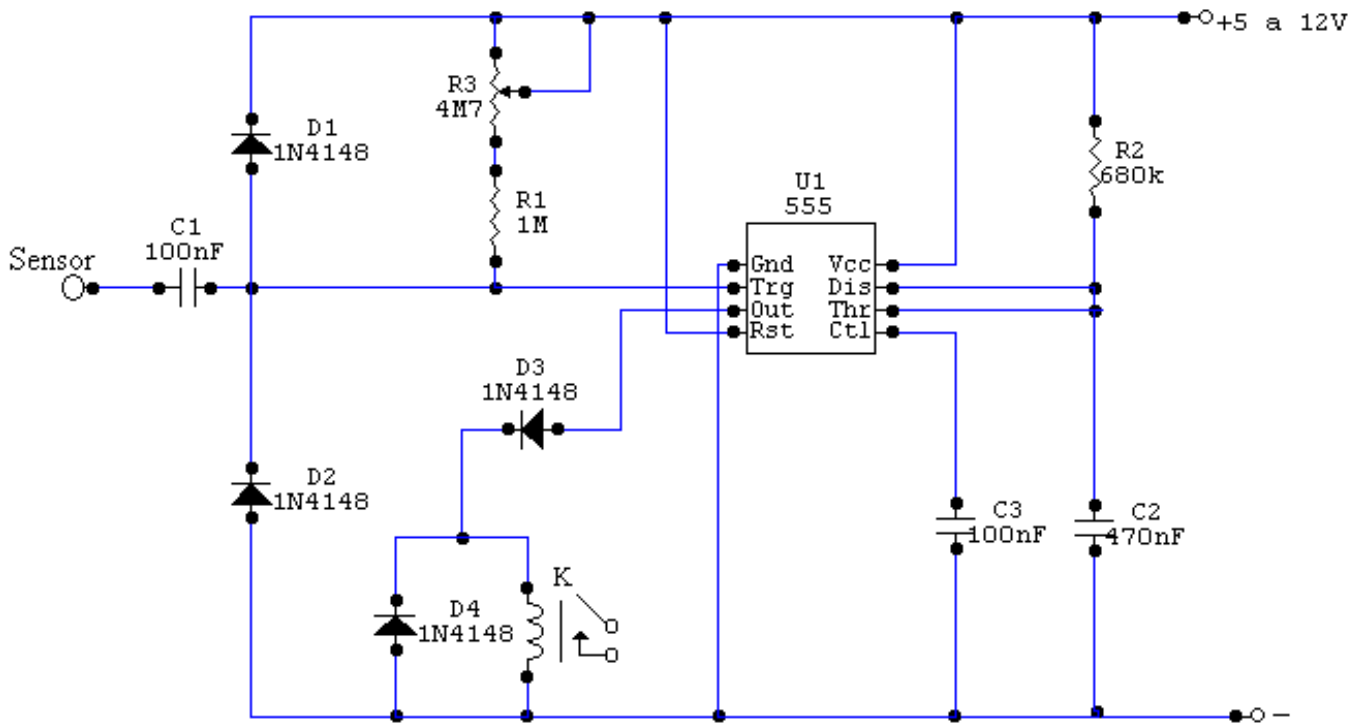 +5 a 12V
R3
4M7
D1
1N4148
R2
680k
U1
555
R1
1M
C1
100nF
Sensor
Gnd Vcc
Trg Dis
Out Thr
Rst Ctl
D3
1N4148
D2
1N4148
C3
100nF
C2
470nF
K
D4
1N4148
-